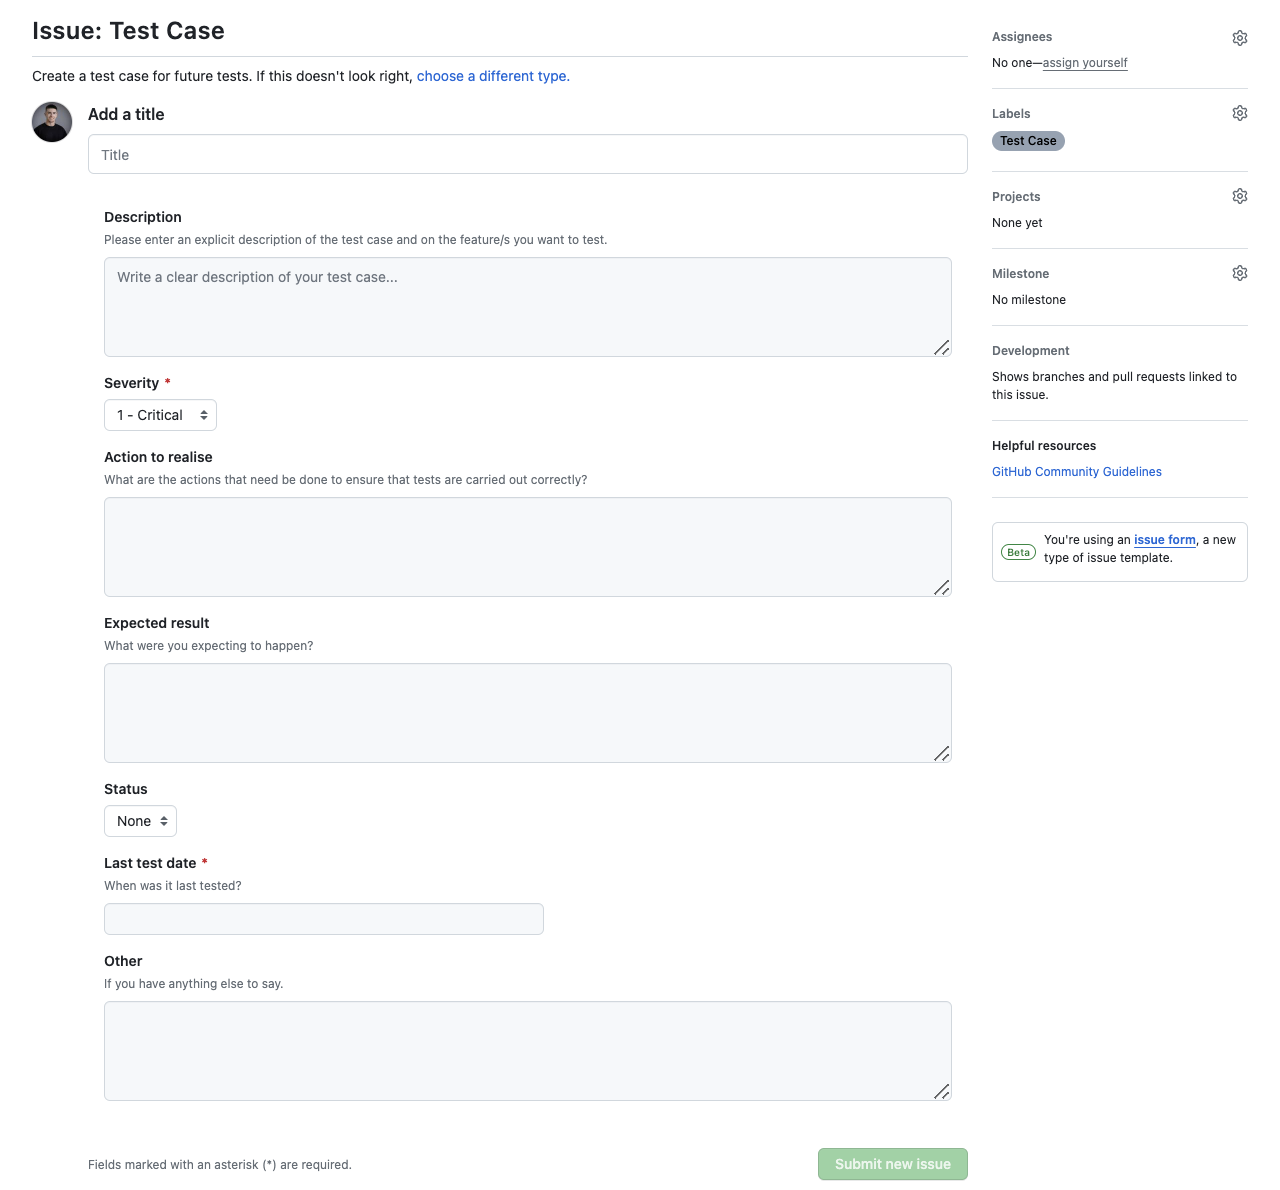 Issue: Test Case
Create a test case for future tests. If this doesn't look right, choose a different type.
Add a title
Title
Description
Please enter an explicit description of the test case and on the feature/s you want to test.
Write a clear description of your test case...
Severity *
1 - Critical
Action to realise
What are the actions that need be done to ensure that tests are carried out correctly?
Expected result
What were you expecting to happen?
Status
None
Last test date *
When was it last tested?
Other
If you have anything else to say.
Fields marked with an asterisk (*) are required.
Submit new issue
Assignees
No one—assign yourself
Labels
Test Case
Projects
None yet
Milestone
No milestone
Development
Shows branches and pull requests linked to
this issue.
Helpful resources
GitHub Community Guidelines
Beta
You're using an issue form, a new
type of issue template.